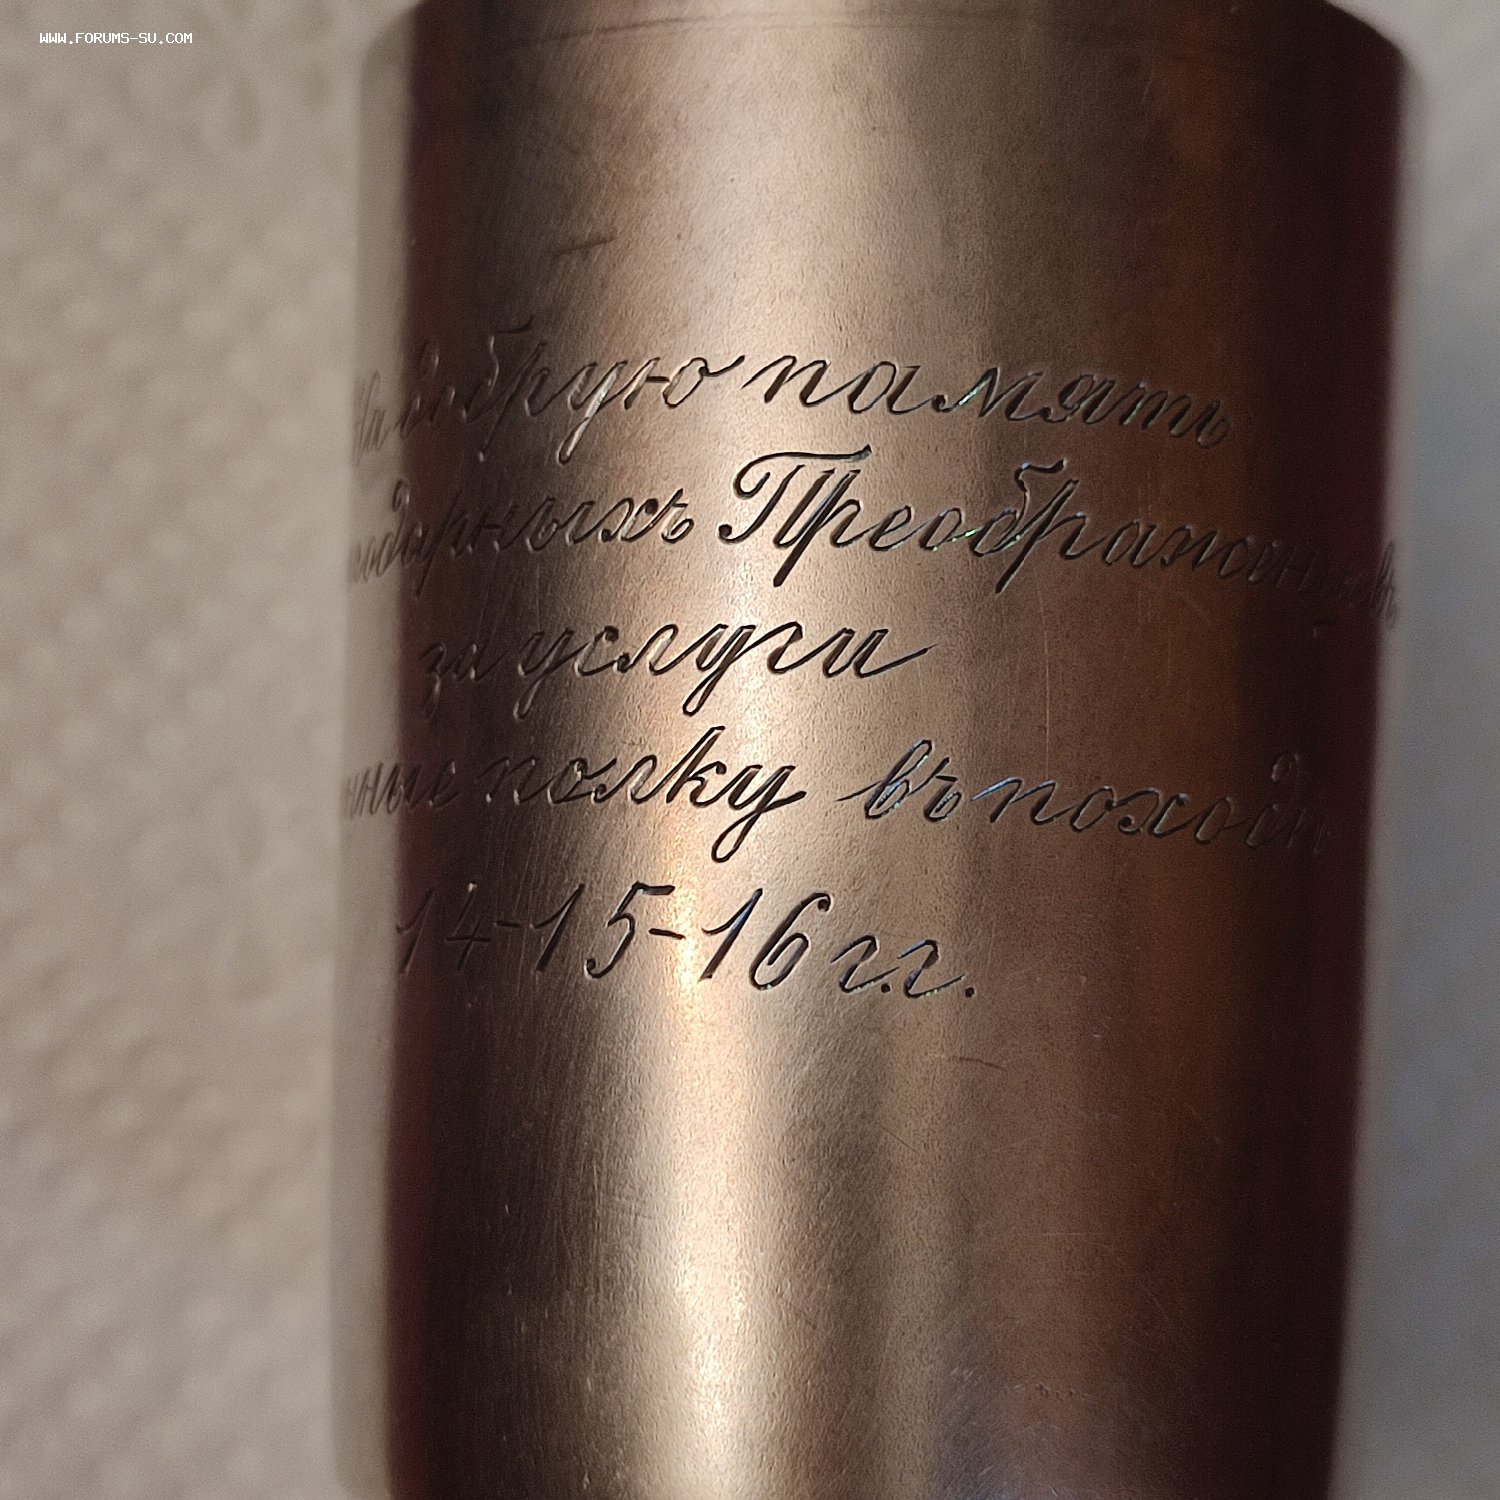 WWW.FORUMS-SU.COM
На добрую память
Преображенцевъ
за услуги
полку въ походѣ
14-15-16 г.г.